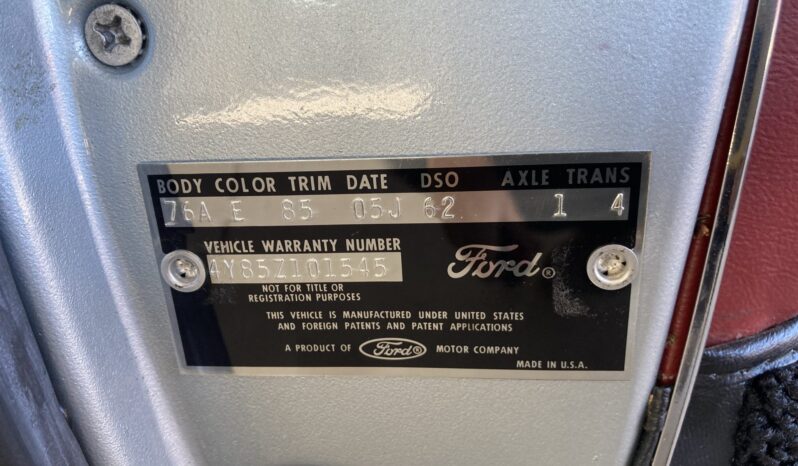 BODY COLOR TRIM DATE DSO AXLE TRANS
76A E 85 05J 62 1 4
VEHICLE WARRANTY NUMBER
4Y85Z101545
Ford®
NOT FOR TITLE OR
REGISTRATION PURPOSES
THIS VEHICLE IS MANUFACTURED UNDER UNITED STATES
AND FOREIGN PATENTS AND PATENT APPLICATIONS
A PRODUCT OF Ford® MOTOR COMPANY
MADE IN U.S.A.